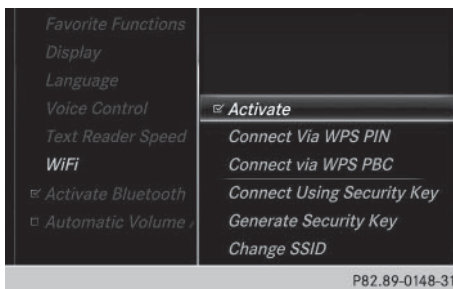 Favorite Functions
Display
Language
Voice Control
Text Reader Speed
WiFi
Activate Bluetooth
Automatic Volume
Activate
Connect Via WPS PIN
Connect via WPS PBC
Connect Using Security Key
Generate Security Key
Change SSID
P82.89-0148-31